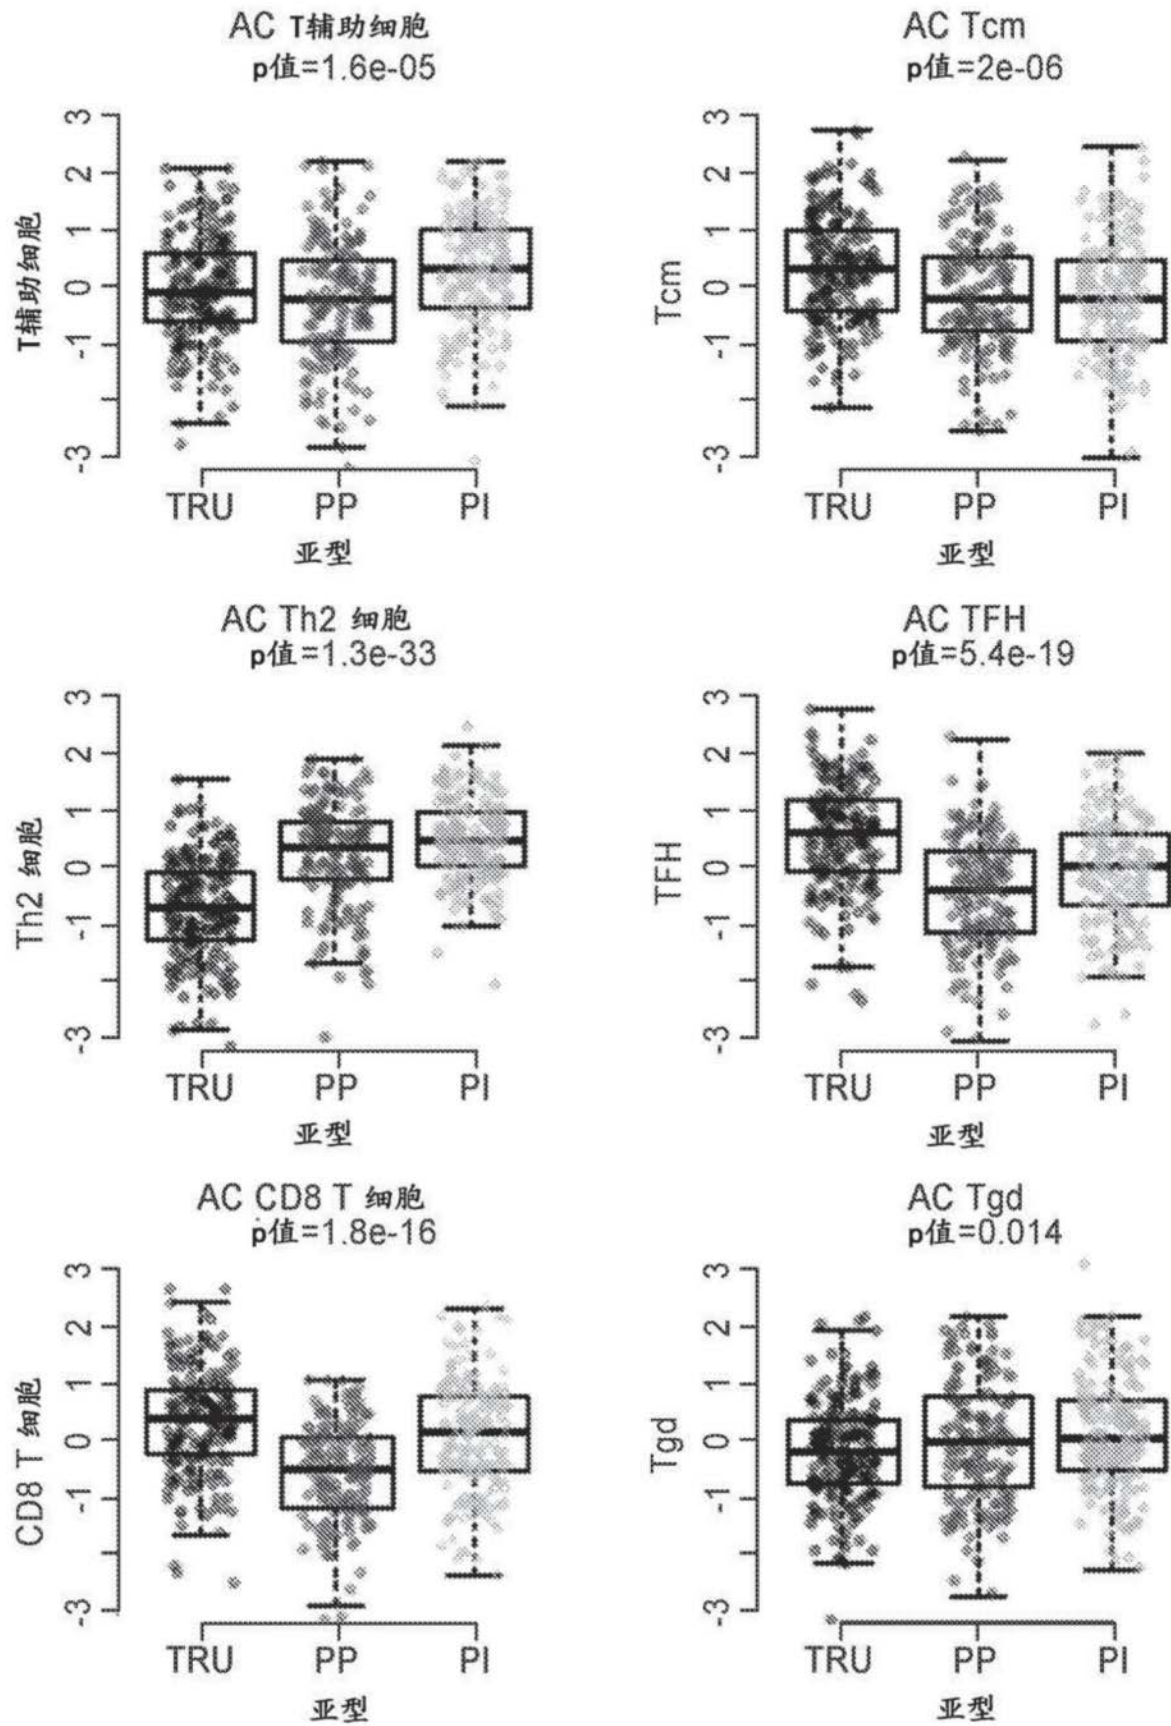 AC T辅助细胞
p值=1.6e-05
T辅助细胞
3
2
1
0
-1
-3
TRU PP PI
亚型
AC Tcm
p值=2e-06
Tcm
3
2
1
0
-1
-3
TRU PP PI
亚型
AC Th2 细胞
p值=1.3e-33
Th2 细胞
3
2
1
0
-1
-3
TRU PP PI
亚型
AC TFH
p值=5.4e-19
TFH
3
2
1
0
-1
-3
TRU PP PI
亚型
AC CD8 T 细胞
p值=1.8e-16
CD8 T 细胞
3
2
1
0
-1
-3
TRU PP PI
亚型
AC Tgd
p值=0.014
Tgd
3
2
1
0
-1
-3
TRU PP PI
亚型